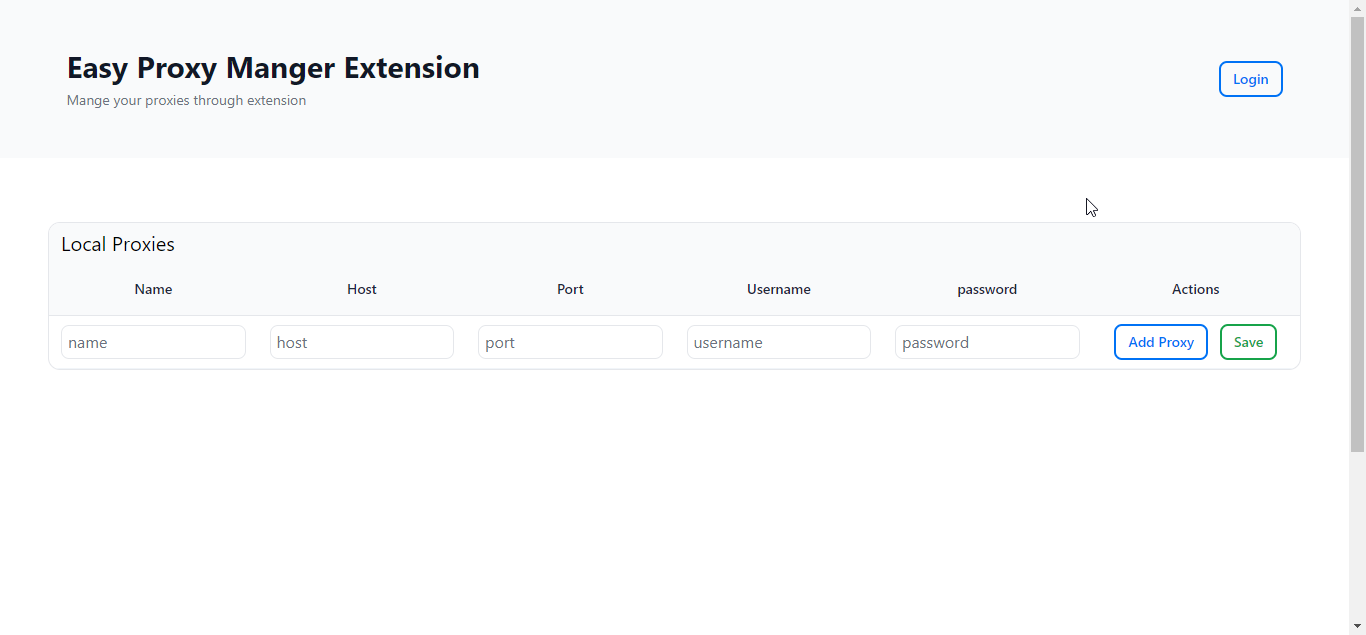 Easy Proxy Manger Extension
Mange your proxies through extension
Login
Local Proxies
Name Host Port Username password Actions
name host port username password Add Proxy Save